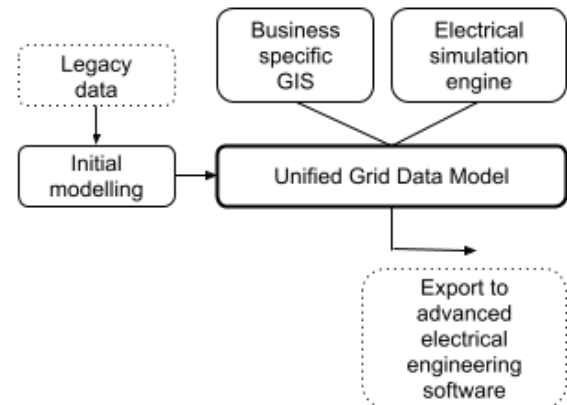 Legacy
data
Business
specific
GIS
Electrical
simulation
engine
Initial
modelling
Unified Grid Data Model
Export to
advanced
electrical
engineering
software